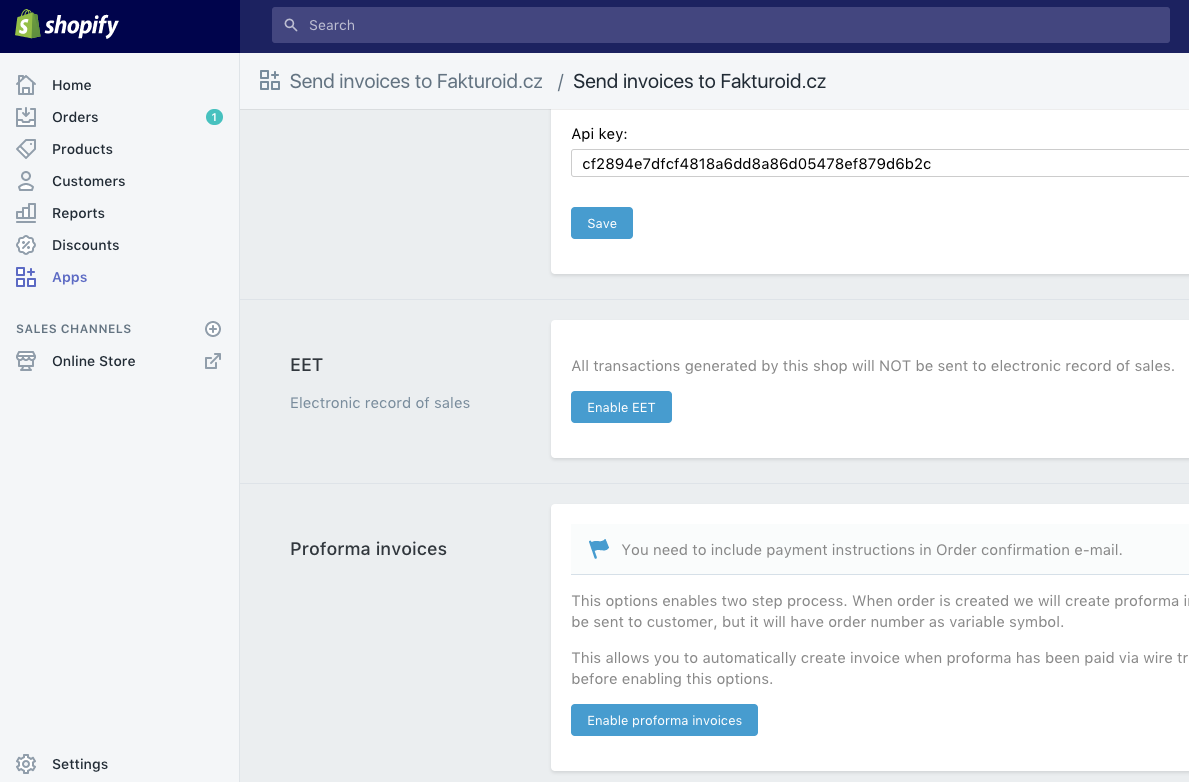 shopify
Search
Home
Orders
1
Products
Customers
Reports
Discounts
Apps
SALES CHANNELS
Online Store
Settings
Send invoices to Fakturoid.cz / Send invoices to Fakturoid.cz
Api key:
cf2894e7dfcf4818a6dd8a86d05478ef879d6b2c
Save
EET
Electronic record of sales
All transactions generated by this shop will NOT be sent to electronic record of sales.
Enable EET
Proforma invoices
You need to include payment instructions in Order confirmation e-mail.
This options enables two step process. When order is created we will create proforma
be sent to customer, but it will have order number as variable symbol.
This allows you to automatically create invoice when proforma has been paid via wire
before enabling this options.
Enable proforma invoices